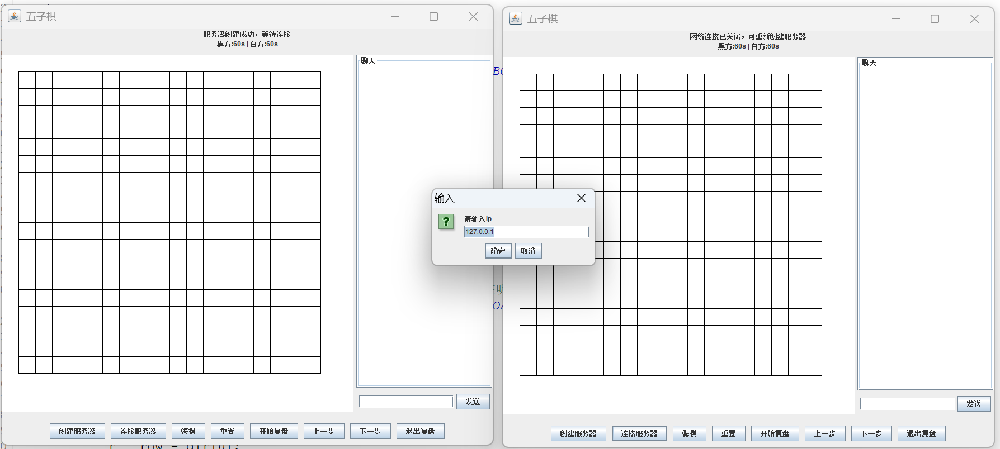 五子棋
服务器创建成功，等待连接
黑方:60s | 白方:60s
聊天
发送
创建服务器
连接服务器
悔棋
重置
开始复盘
上一步
下一步
退出复盘
输入
请输入ip
127.0.0.1
确定
取消
五子棋
网络连接已关闭，可重新创建服务器
黑方:60s | 白方:60s
聊天
发送
创建服务器
连接服务器
悔棋
重置
开始复盘
上一步
下一步
退出复盘